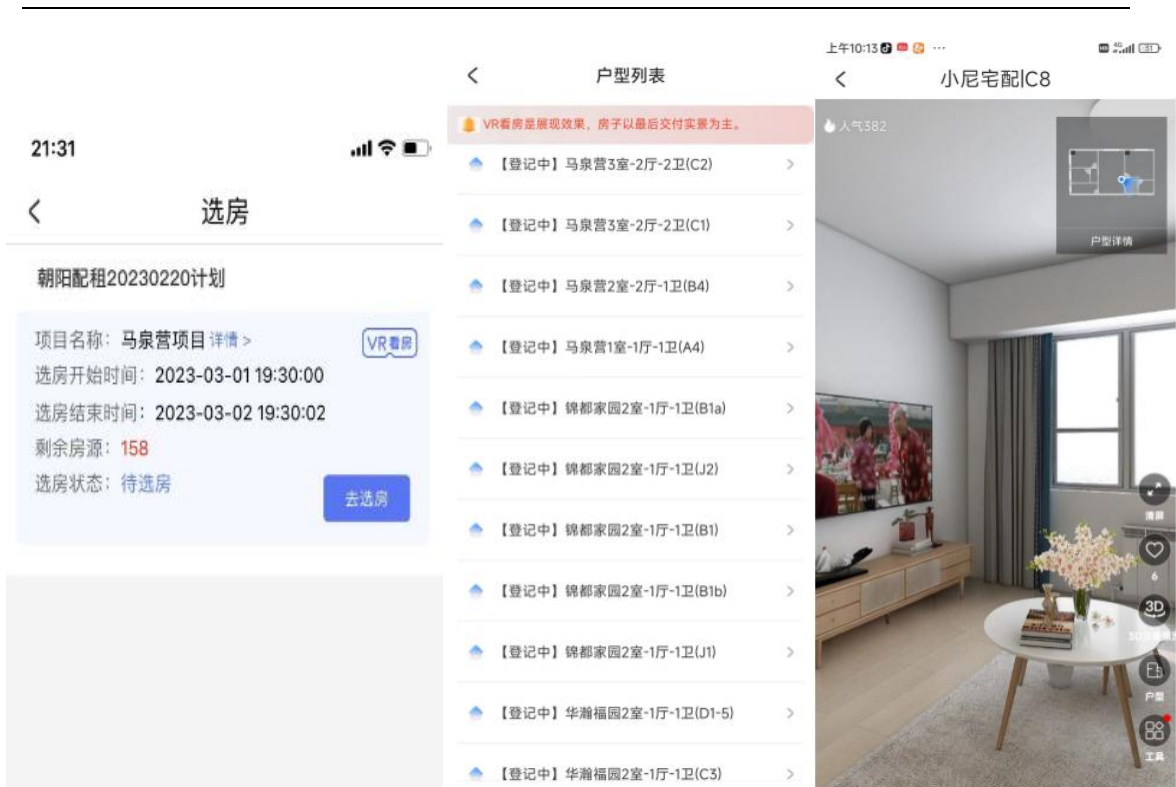 21:31
选房
朝阳配租20230220计划
项目名称：马泉营项目 详情 >
VR看房
选房开始时间：2023-03-01 19:30:00
选房结束时间：2023-03-02 19:30:02
剩余房源：158
选房状态：待选房
去选房
户型列表
VR看房是展现效果，房子以最后交付实景为主。
【登记中】马泉营3室-2厅-2卫(C2)
【登记中】马泉营3室-2厅-2卫(C1)
【登记中】马泉营2室-2厅-1卫(B4)
【登记中】马泉营1室-1厅-1卫(A4)
【登记中】锦都家园2室-1厅-1卫(B1a)
【登记中】锦都家园2室-1厅-1卫(J2)
【登记中】锦都家园2室-1厅-1卫(B1)
【登记中】锦都家园2室-1厅-1卫(B1b)
【登记中】锦都家园2室-1厅-1卫(J1)
【登记中】华瀚福园2室-1厅-1卫(D1-5)
【登记中】华瀚福园2室-1厅-1卫(C3)
上午10:13
4G
31
小尼宅配|C8
人气382
户型详情
清屏
6
3D
户型
工具